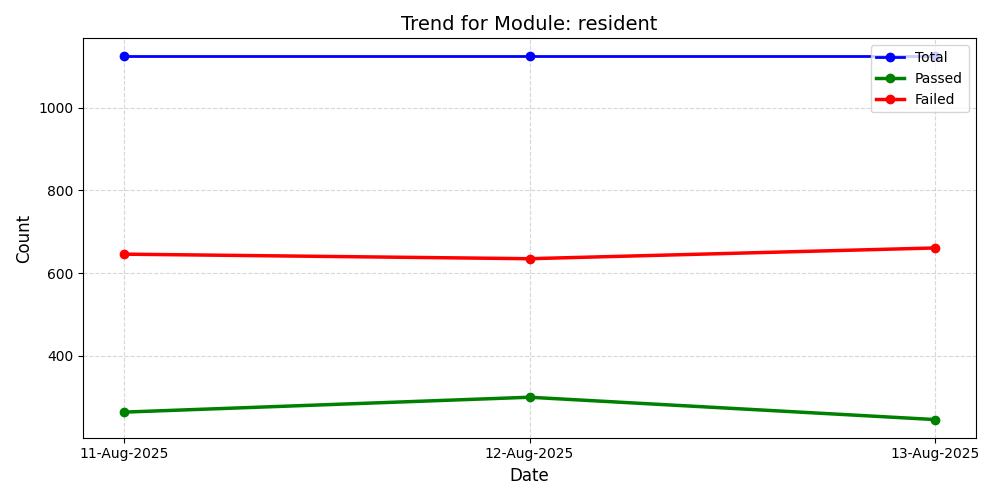 Trend for Module: resident
Total
Passed
Failed
1000
800
600
400
Count
11-Aug-2025
12-Aug-2025
13-Aug-2025
Date